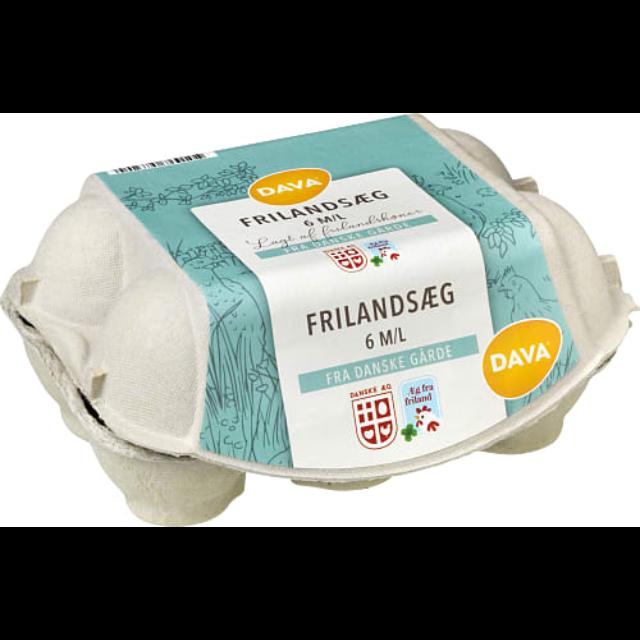 DAVA
FRILANDSÆG
6 M/L
Lagt af frilandshøner
FRA DANSKE GÅRDE
FRILANDSÆG
6 M/L
FRA DANSKE GÅRDE
DAVA
DANSKE ÆG
Æg fra
friland